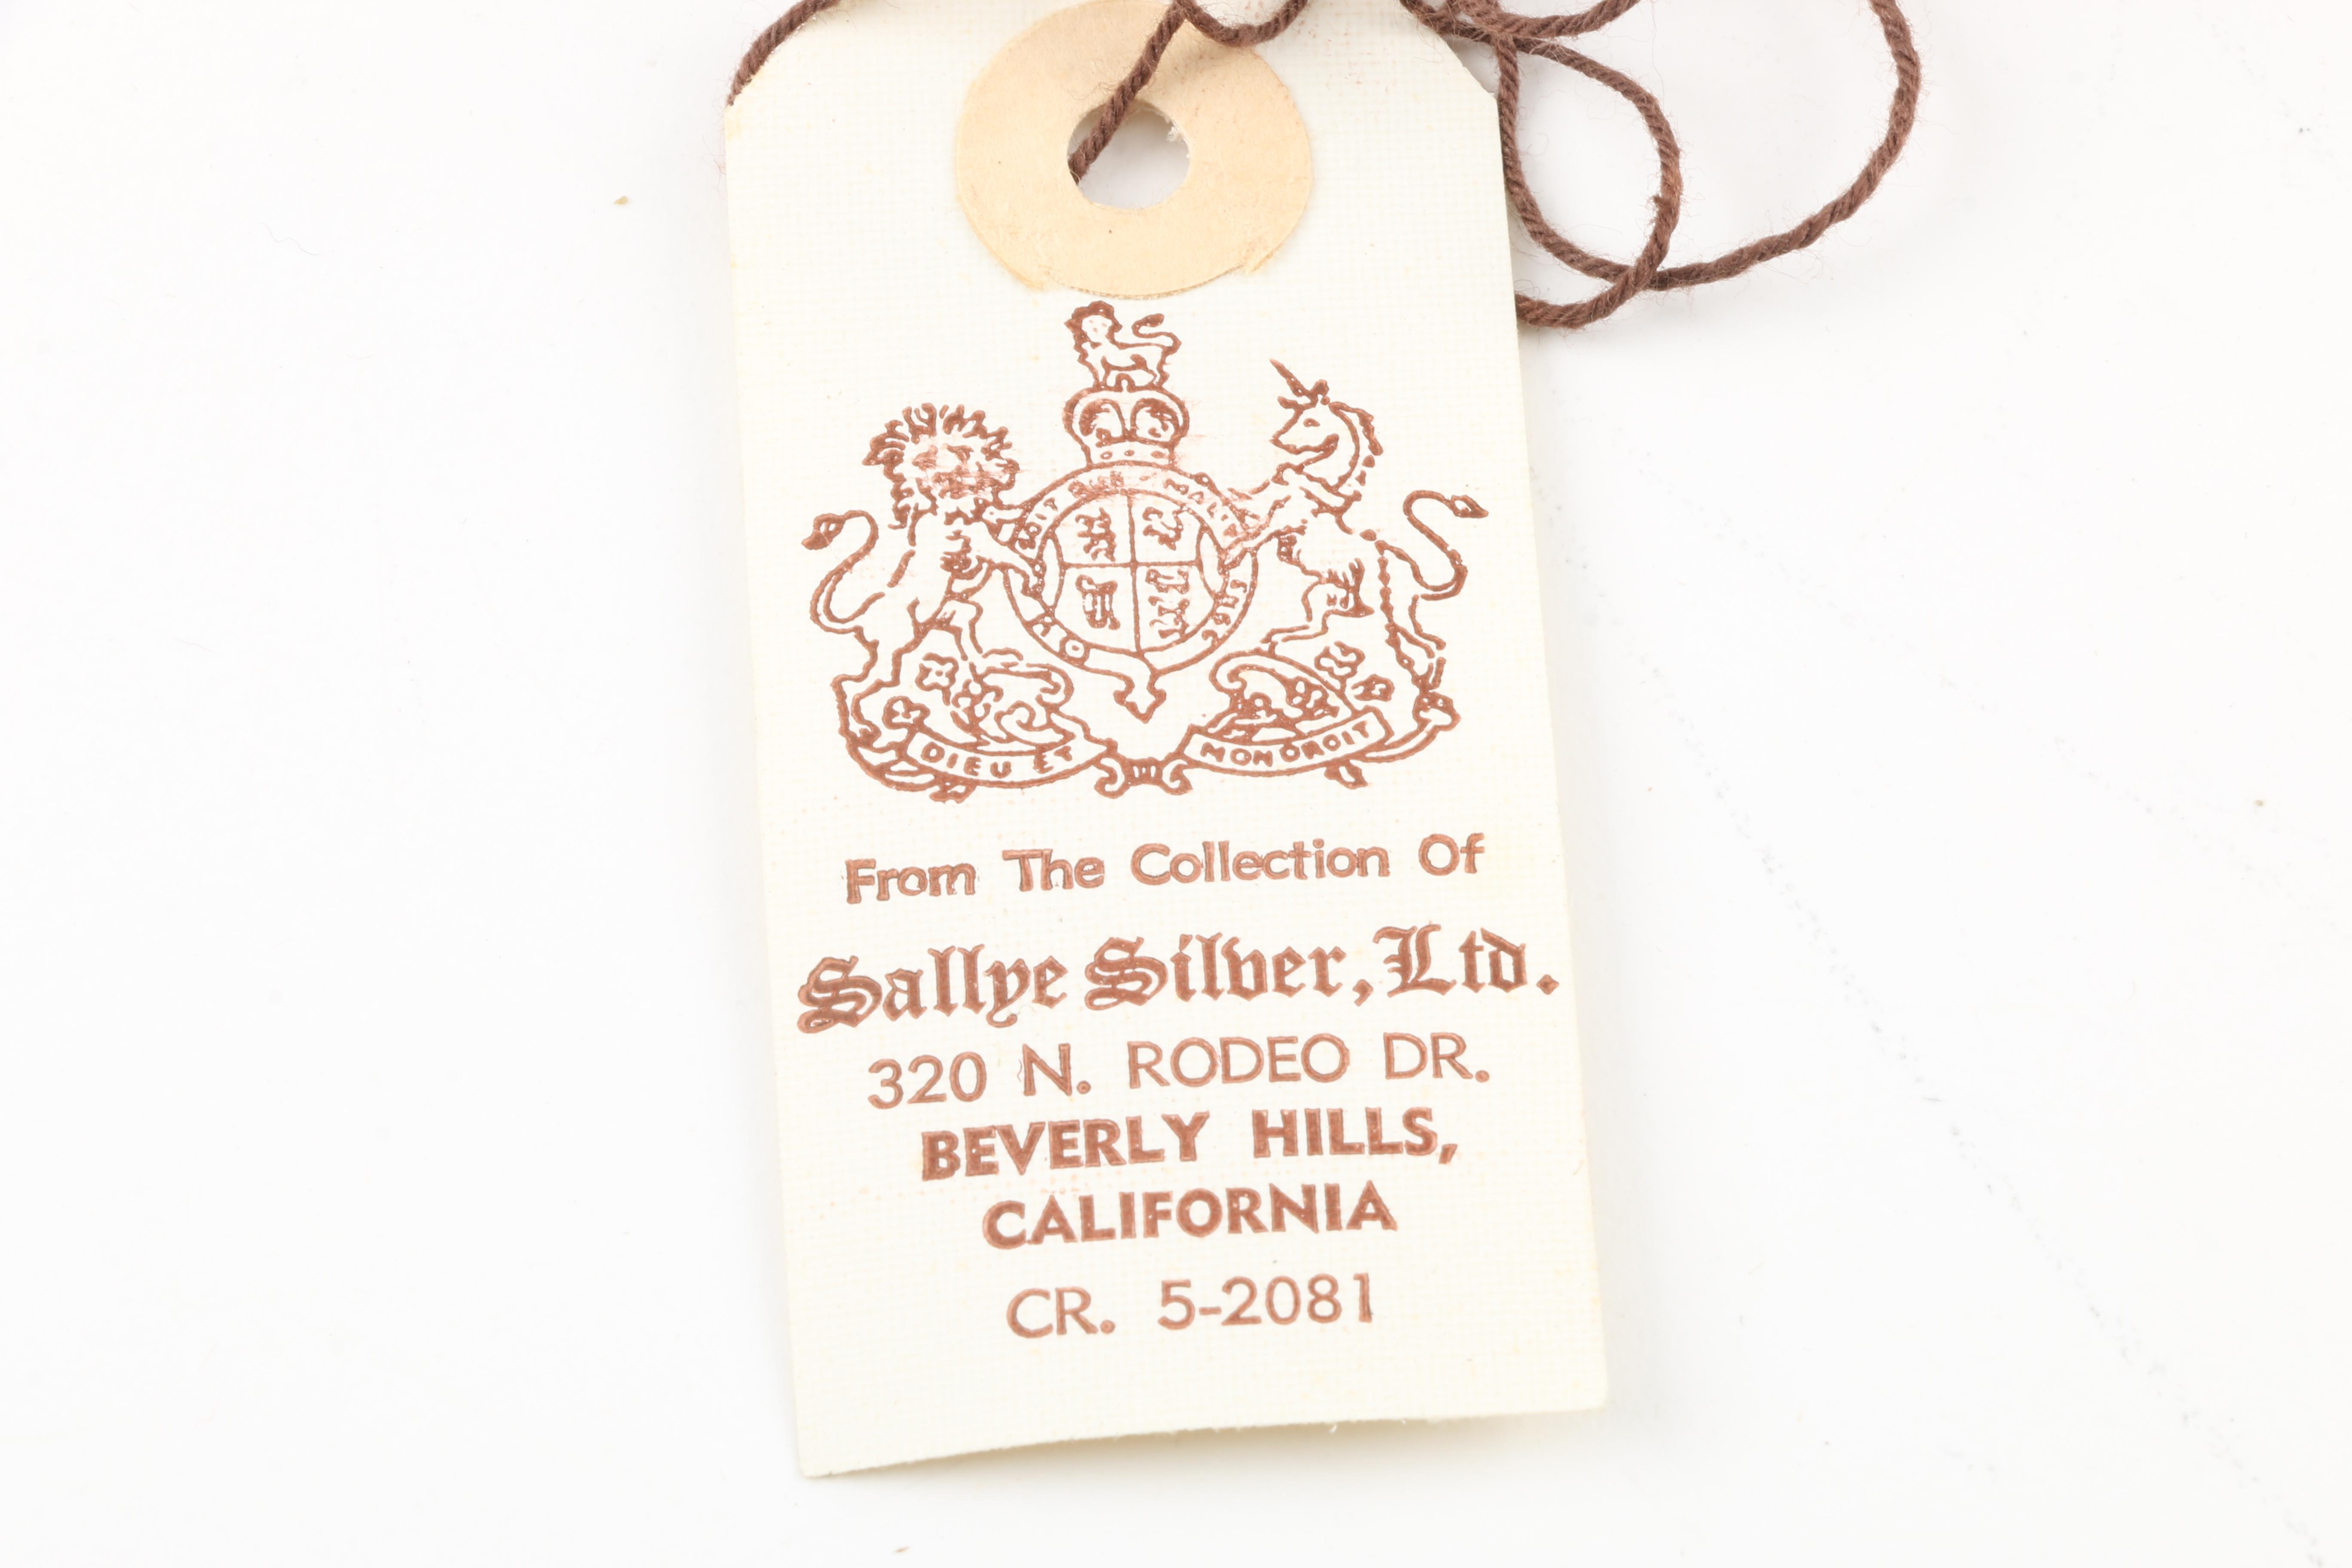 DIEU ET MON DROIT
From The Collection Of
Sallye Silver, Ltd.
320 N. RODEO DR.
BEVERLY HILLS,
CALIFORNIA
CR. 5-2081